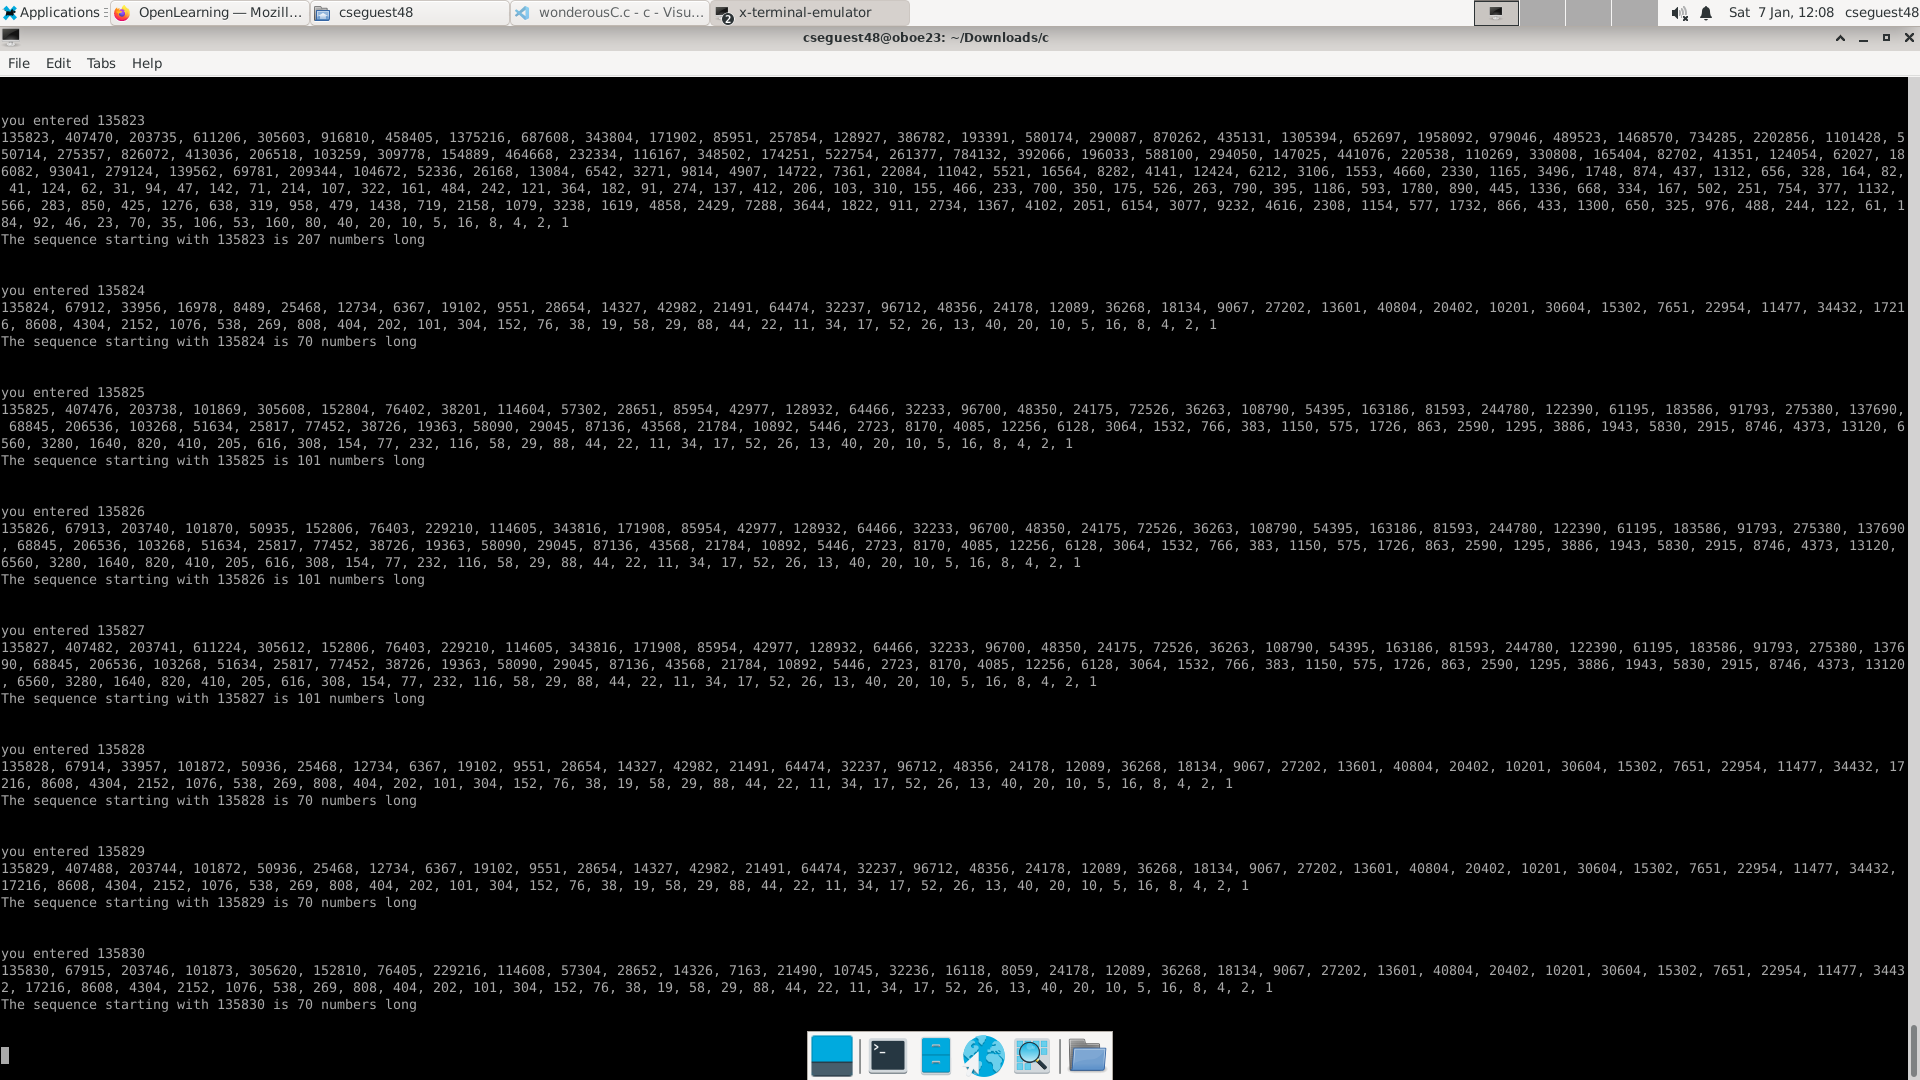 Applications OpenLearning — Mozill... cseguest48 wonderousC.c - c - Visu... 2 x-terminal-emulator Sat 7 Jan, 12:08 cseguest48
cseguest48@oboe23: ~/Downloads/c
File Edit Tabs Help
you entered 135823
135823, 407470, 203735, 611206, 305603, 916810, 458405, 1375216, 687608, 343804, 171902, 85951, 257854, 128927, 386782, 193391, 580174, 290087, 870262, 435131, 1305394, 652697, 1958092, 979046, 489523, 1468570, 734285, 2202856, 1101428, 5
50714, 275357, 826072, 413036, 206518, 103259, 309778, 154889, 464668, 232334, 116167, 348502, 174251, 522754, 261377, 784132, 392066, 196033, 588100, 294050, 147025, 441076, 220538, 110269, 330808, 165404, 82702, 41351, 124054, 62027, 18
6082, 93041, 279124, 139562, 69781, 209344, 104672, 52336, 26168, 13084, 6542, 3271, 9814, 4907, 14722, 7361, 22084, 11042, 5521, 16564, 8282, 4141, 12424, 6212, 3106, 1553, 4660, 2330, 1165, 3496, 1748, 874, 437, 1312, 656, 328, 164, 82,
41, 124, 62, 31, 94, 47, 142, 71, 214, 107, 322, 161, 484, 242, 121, 364, 182, 91, 274, 137, 412, 206, 103, 310, 155, 466, 233, 700, 350, 175, 526, 263, 790, 395, 1186, 593, 1780, 890, 445, 1336, 668, 334, 167, 502, 251, 754, 377, 1132,
566, 283, 850, 425, 1276, 638, 319, 958, 479, 1438, 719, 2158, 1079, 3238, 1619, 4858, 2429, 7288, 3644, 1822, 911, 2734, 1367, 4102, 2051, 6154, 3077, 9232, 4616, 2308, 1154, 577, 1732, 866, 433, 1300, 650, 325, 976, 488, 244, 122, 61, 1
84, 92, 46, 23, 70, 35, 106, 53, 160, 80, 40, 20, 10, 5, 16, 8, 4, 2, 1
The sequence starting with 135823 is 207 numbers long
you entered 135824
135824, 67912, 33956, 16978, 8489, 25468, 12734, 6367, 19102, 9551, 28654, 14327, 42982, 21491, 64474, 32237, 96712, 48356, 24178, 12089, 36268, 18134, 9067, 27202, 13601, 40804, 20402, 10201, 30604, 15302, 7651, 22954, 11477, 34432, 1721
6, 8608, 4304, 2152, 1076, 538, 269, 808, 404, 202, 101, 304, 152, 76, 38, 19, 58, 29, 88, 44, 22, 11, 34, 17, 52, 26, 13, 40, 20, 10, 5, 16, 8, 4, 2, 1
The sequence starting with 135824 is 70 numbers long
you entered 135825
135825, 407476, 203738, 101869, 305608, 152804, 76402, 38201, 114604, 57302, 28651, 85954, 42977, 128932, 64466, 32233, 96700, 48350, 24175, 72526, 36263, 108790, 54395, 163186, 81593, 244780, 122390, 61195, 183586, 91793, 275380, 137690,
68845, 206536, 103268, 51634, 25817, 77452, 38726, 19363, 58090, 29045, 87136, 43568, 21784, 10892, 5446, 2723, 8170, 4085, 12256, 6128, 3064, 1532, 766, 383, 1150, 575, 1726, 863, 2590, 1295, 3886, 1943, 5830, 2915, 8746, 4373, 13120, 6
560, 3280, 1640, 820, 410, 205, 616, 308, 154, 77, 232, 116, 58, 29, 88, 44, 22, 11, 34, 17, 52, 26, 13, 40, 20, 10, 5, 16, 8, 4, 2, 1
The sequence starting with 135825 is 101 numbers long
you entered 135826
135826, 67913, 203740, 101870, 50935, 152806, 76403, 229210, 114605, 343816, 171908, 85954, 42977, 128932, 64466, 32233, 96700, 48350, 24175, 72526, 36263, 108790, 54395, 163186, 81593, 244780, 122390, 61195, 183586, 91793, 275380, 137690
, 68845, 206536, 103268, 51634, 25817, 77452, 38726, 19363, 58090, 29045, 87136, 43568, 21784, 10892, 5446, 2723, 8170, 4085, 12256, 6128, 3064, 1532, 766, 383, 1150, 575, 1726, 863, 2590, 1295, 3886, 1943, 5830, 2915, 8746, 4373, 13120,
6560, 3280, 1640, 820, 410, 205, 616, 308, 154, 77, 232, 116, 58, 29, 88, 44, 22, 11, 34, 17, 52, 26, 13, 40, 20, 10, 5, 16, 8, 4, 2, 1
The sequence starting with 135826 is 101 numbers long
you entered 135827
135827, 407482, 203741, 611224, 305612, 152806, 76403, 229210, 114605, 343816, 171908, 85954, 42977, 128932, 64466, 32233, 96700, 48350, 24175, 72526, 36263, 108790, 54395, 163186, 81593, 244780, 122390, 61195, 183586, 91793, 275380, 1376
90, 68845, 206536, 103268, 51634, 25817, 77452, 38726, 19363, 58090, 29045, 87136, 43568, 21784, 10892, 5446, 2723, 8170, 4085, 12256, 6128, 3064, 1532, 766, 383, 1150, 575, 1726, 863, 2590, 1295, 3886, 1943, 5830, 2915, 8746, 4373, 13120
, 6560, 3280, 1640, 820, 410, 205, 616, 308, 154, 77, 232, 116, 58, 29, 88, 44, 22, 11, 34, 17, 52, 26, 13, 40, 20, 10, 5, 16, 8, 4, 2, 1
The sequence starting with 135827 is 101 numbers long
you entered 135828
135828, 67914, 33957, 101872, 50936, 25468, 12734, 6367, 19102, 9551, 28654, 14327, 42982, 21491, 64474, 32237, 96712, 48356, 24178, 12089, 36268, 18134, 9067, 27202, 13601, 40804, 20402, 10201, 30604, 15302, 7651, 22954, 11477, 34432, 17
216, 8608, 4304, 2152, 1076, 538, 269, 808, 404, 202, 101, 304, 152, 76, 38, 19, 58, 29, 88, 44, 22, 11, 34, 17, 52, 26, 13, 40, 20, 10, 5, 16, 8, 4, 2, 1
The sequence starting with 135828 is 70 numbers long
you entered 135829
135829, 407488, 203744, 101872, 50936, 25468, 12734, 6367, 19102, 9551, 28654, 14327, 42982, 21491, 64474, 32237, 96712, 48356, 24178, 12089, 36268, 18134, 9067, 27202, 13601, 40804, 20402, 10201, 30604, 15302, 7651, 22954, 11477, 34432,
17216, 8608, 4304, 2152, 1076, 538, 269, 808, 404, 202, 101, 304, 152, 76, 38, 19, 58, 29, 88, 44, 22, 11, 34, 17, 52, 26, 13, 40, 20, 10, 5, 16, 8, 4, 2, 1
The sequence starting with 135829 is 70 numbers long
you entered 135830
135830, 67915, 203746, 101873, 305620, 152810, 76405, 229216, 114608, 57304, 28652, 14326, 7163, 21490, 10745, 32236, 16118, 8059, 24178, 12089, 36268, 18134, 9067, 27202, 13601, 40804, 20402, 10201, 30604, 15302, 7651, 22954, 11477, 3443
2, 17216, 8608, 4304, 2152, 1076, 538, 269, 808, 404, 202, 101, 304, 152, 76, 38, 19, 58, 29, 88, 44, 22, 11, 34, 17, 52, 26, 13, 40, 20, 10, 5, 16, 8, 4, 2, 1
The sequence starting with 135830 is 70 numbers long